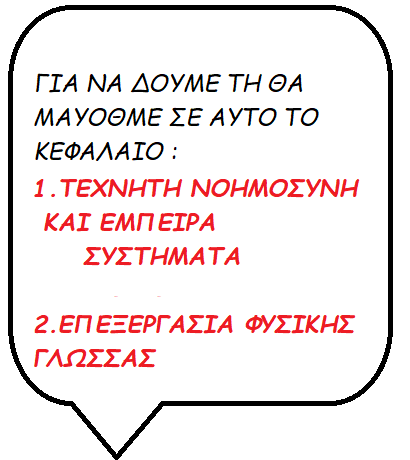 ΓΙΑ ΝΑ ΔΟΥΜΕ ΤΗ ΘΑ
ΜΑΥΟΘΜΕ ΣΕ ΑΥΤΟ ΤΟ
ΚΕΦΑΛΑΙΟ :
1.ΤΕΧΝΗΤΗ ΝΟΗΜΟΣΥΝΗ
ΚΑΙ ΕΜΠΕΙΡΑ
ΣΥΣΤΗΜΑΤΑ
2.ΕΠΕΞΕΡΓΑΣΙΑ ΦΥΣΙΚΗΣ
ΓΛΩΣΣΑΣ